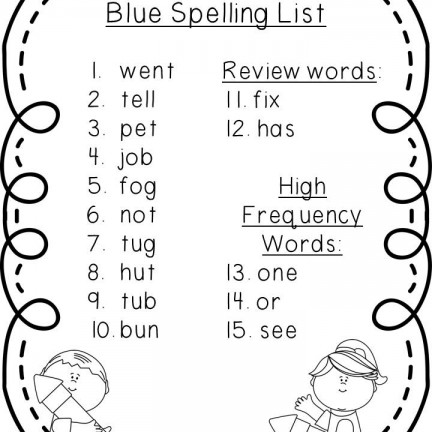 Blue Spelling List
1. went
2. tell
3. pet
4. job
5. fog
6. not
7. tug
8. hut
9. tub
10. bun
Review words:
11. fix
12. has
High
Frequency
Words:
13. one
14. or
15. see